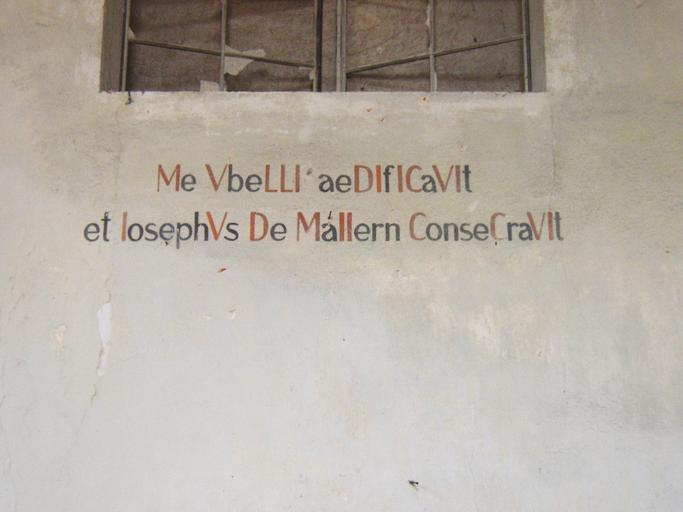 Me VbeLLI aeDIfICaVIt
et IosephVs De MaLLern ConseCraVIt